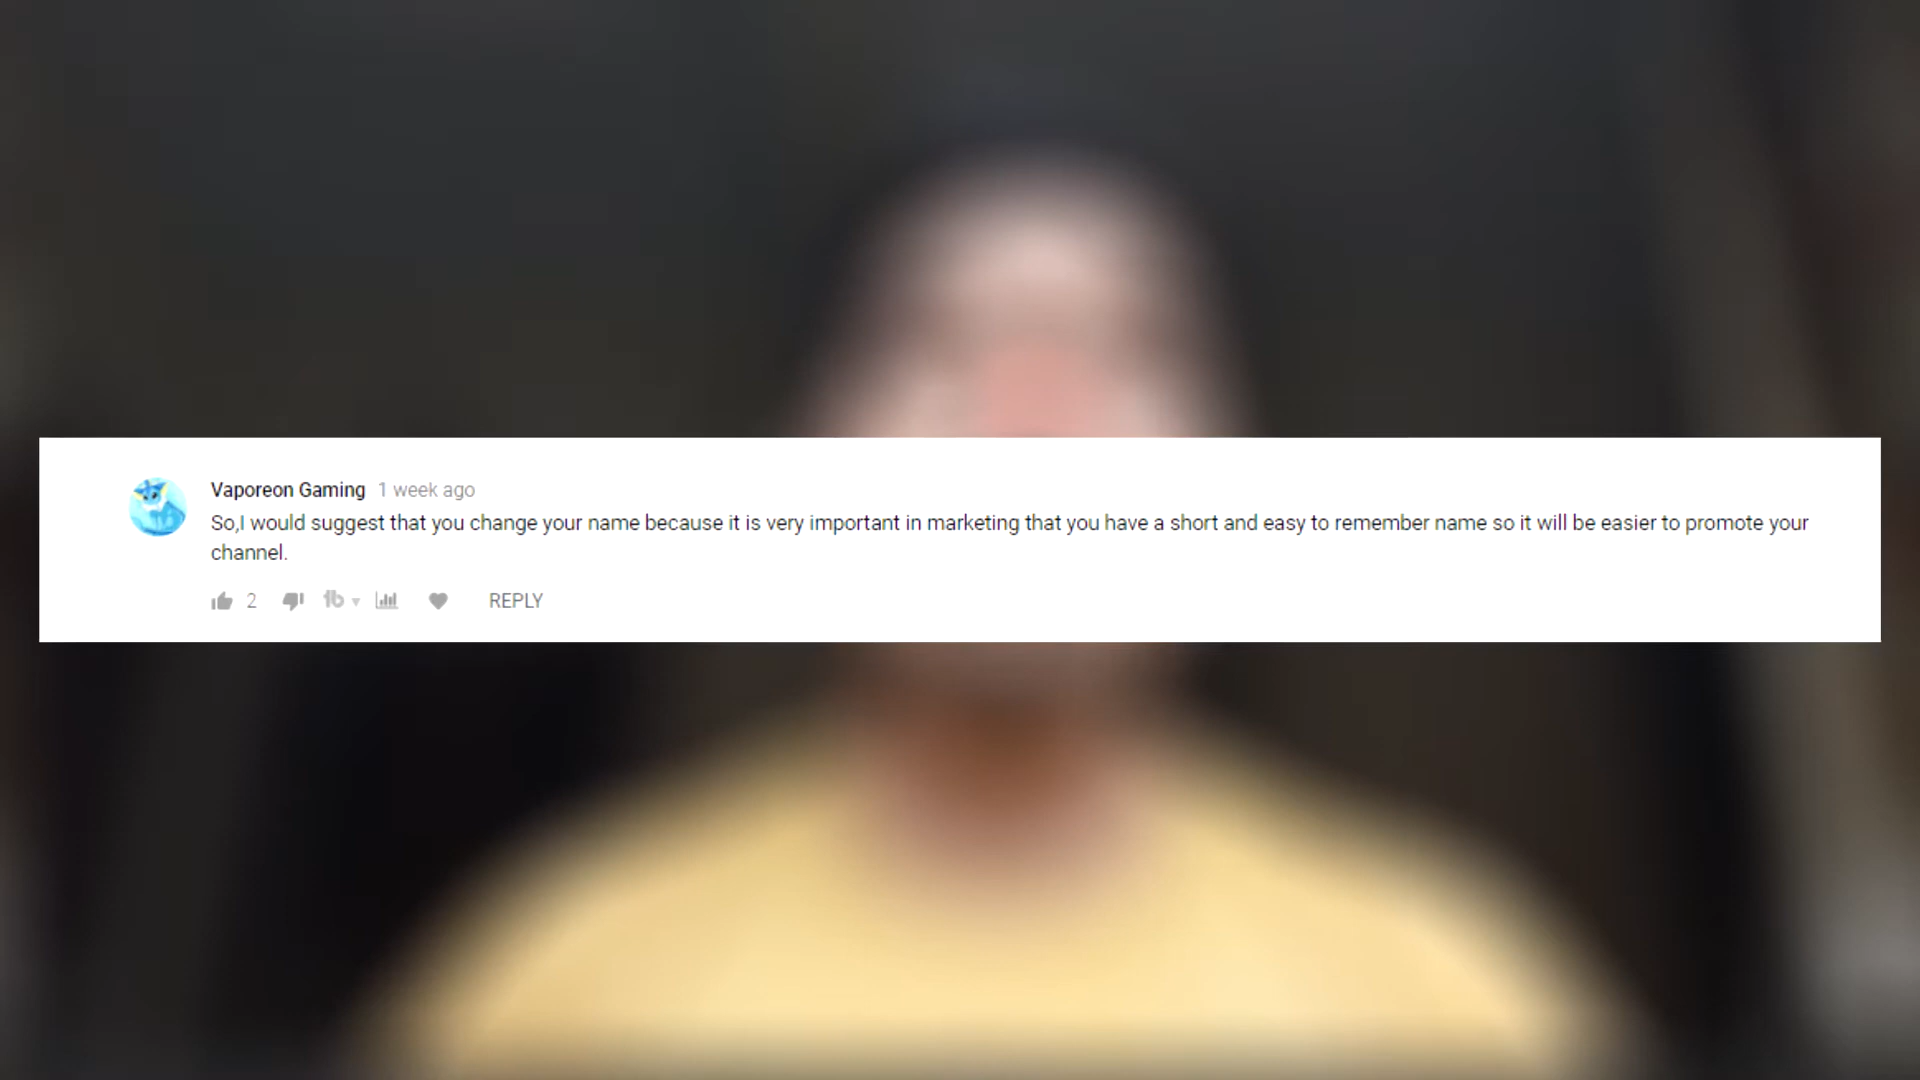 Vaporeon Gaming 1 week ago
So,I would suggest that you change your name because it is very important in marketing that you have a short and easy to remember name so it will be easier to promote your
channel.
2 tb REPLY